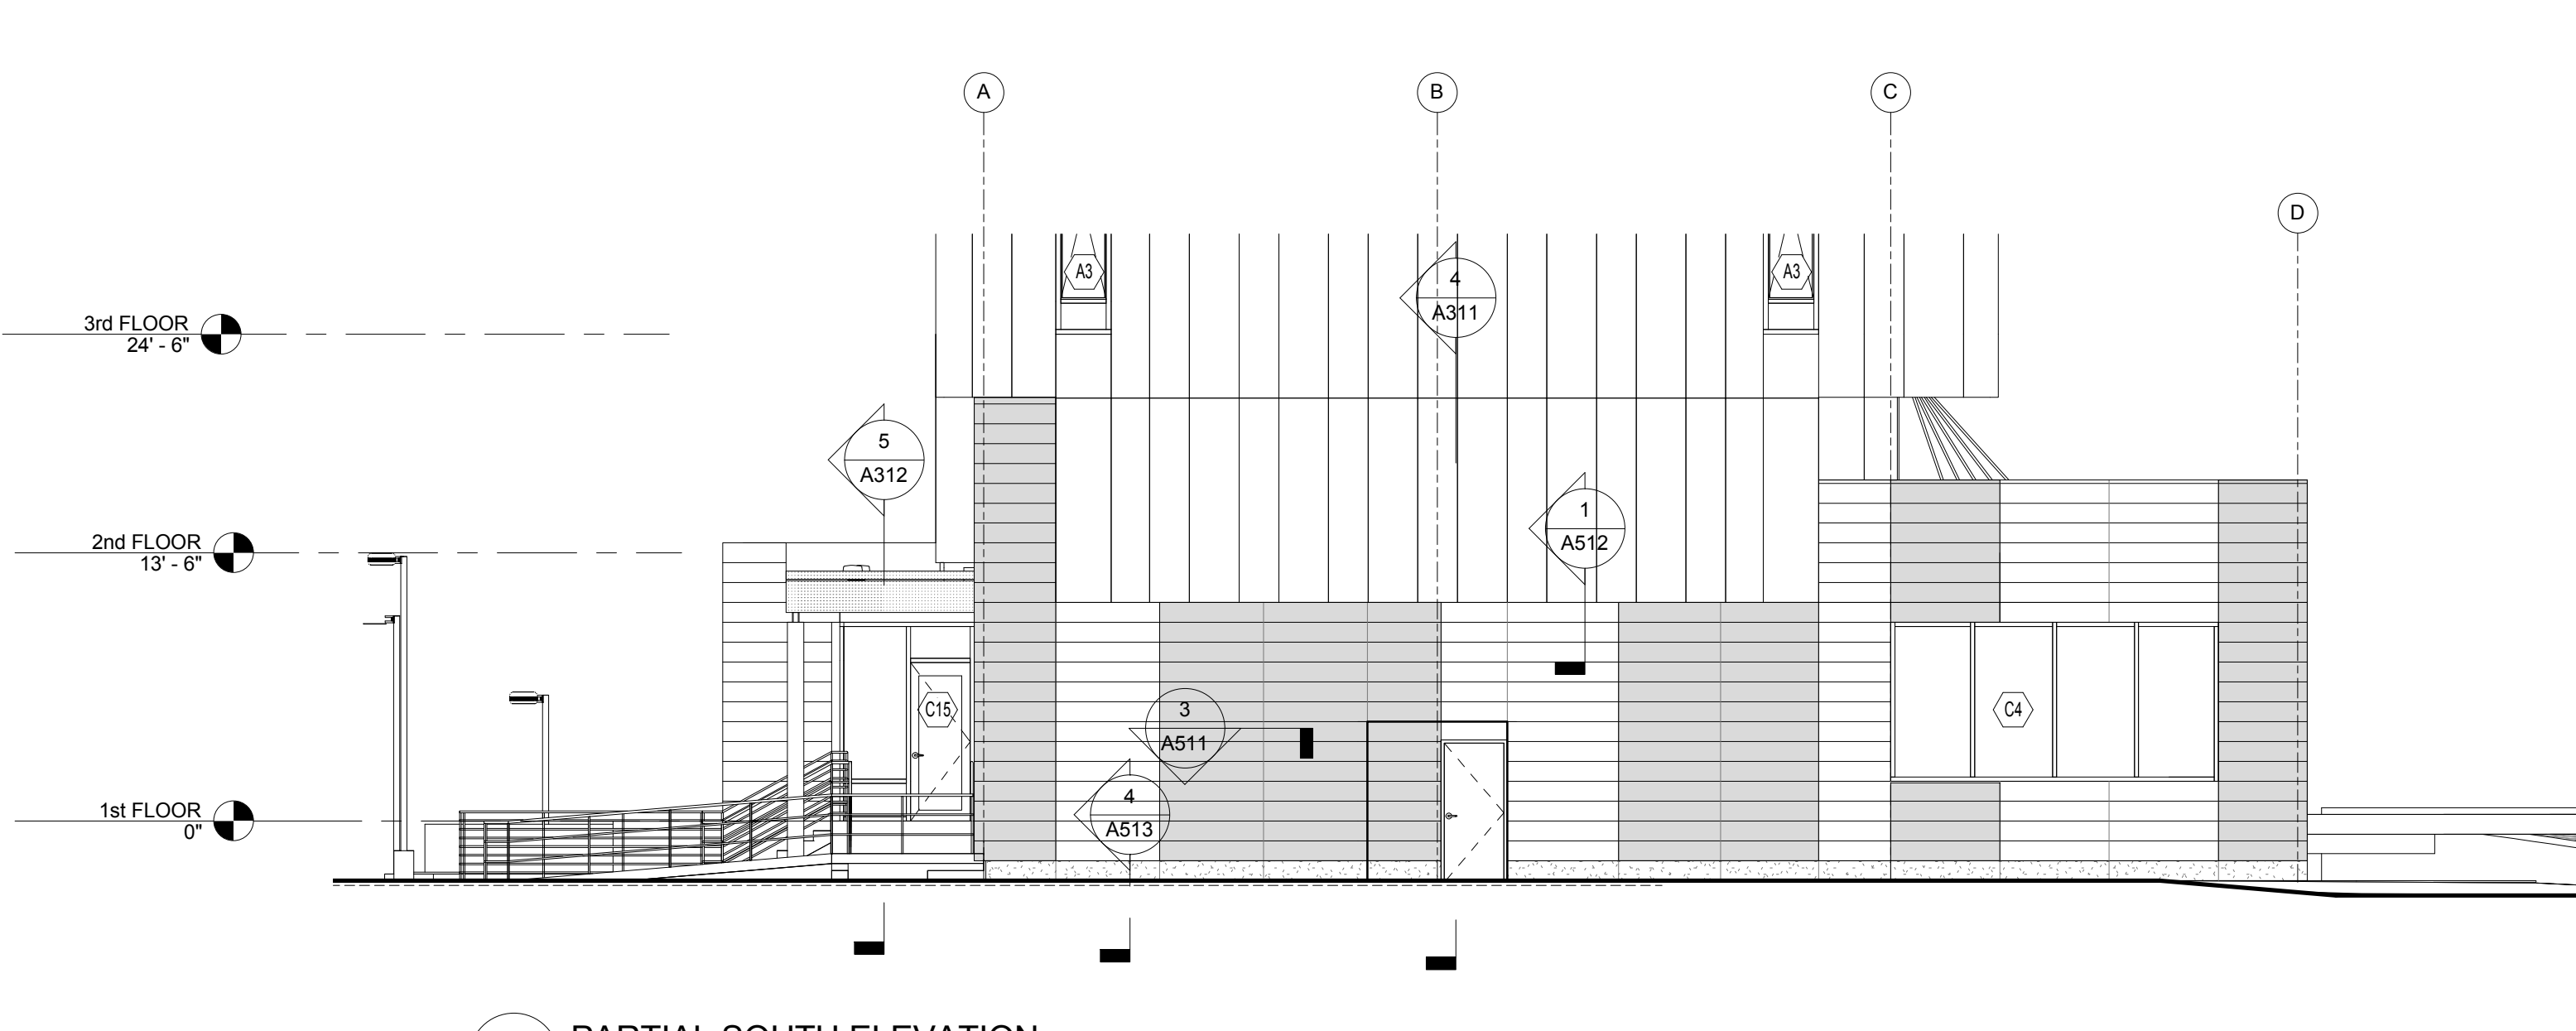 A
B
C
D
A3
A3
4
A311
3rd FLOOR
24' - 6"
5
A312
1
A512
2nd FLOOR
13' - 6"
C15
3
A511
C4
4
A513
1st FLOOR
0"
PARTIAL SOUTH ELEVATION